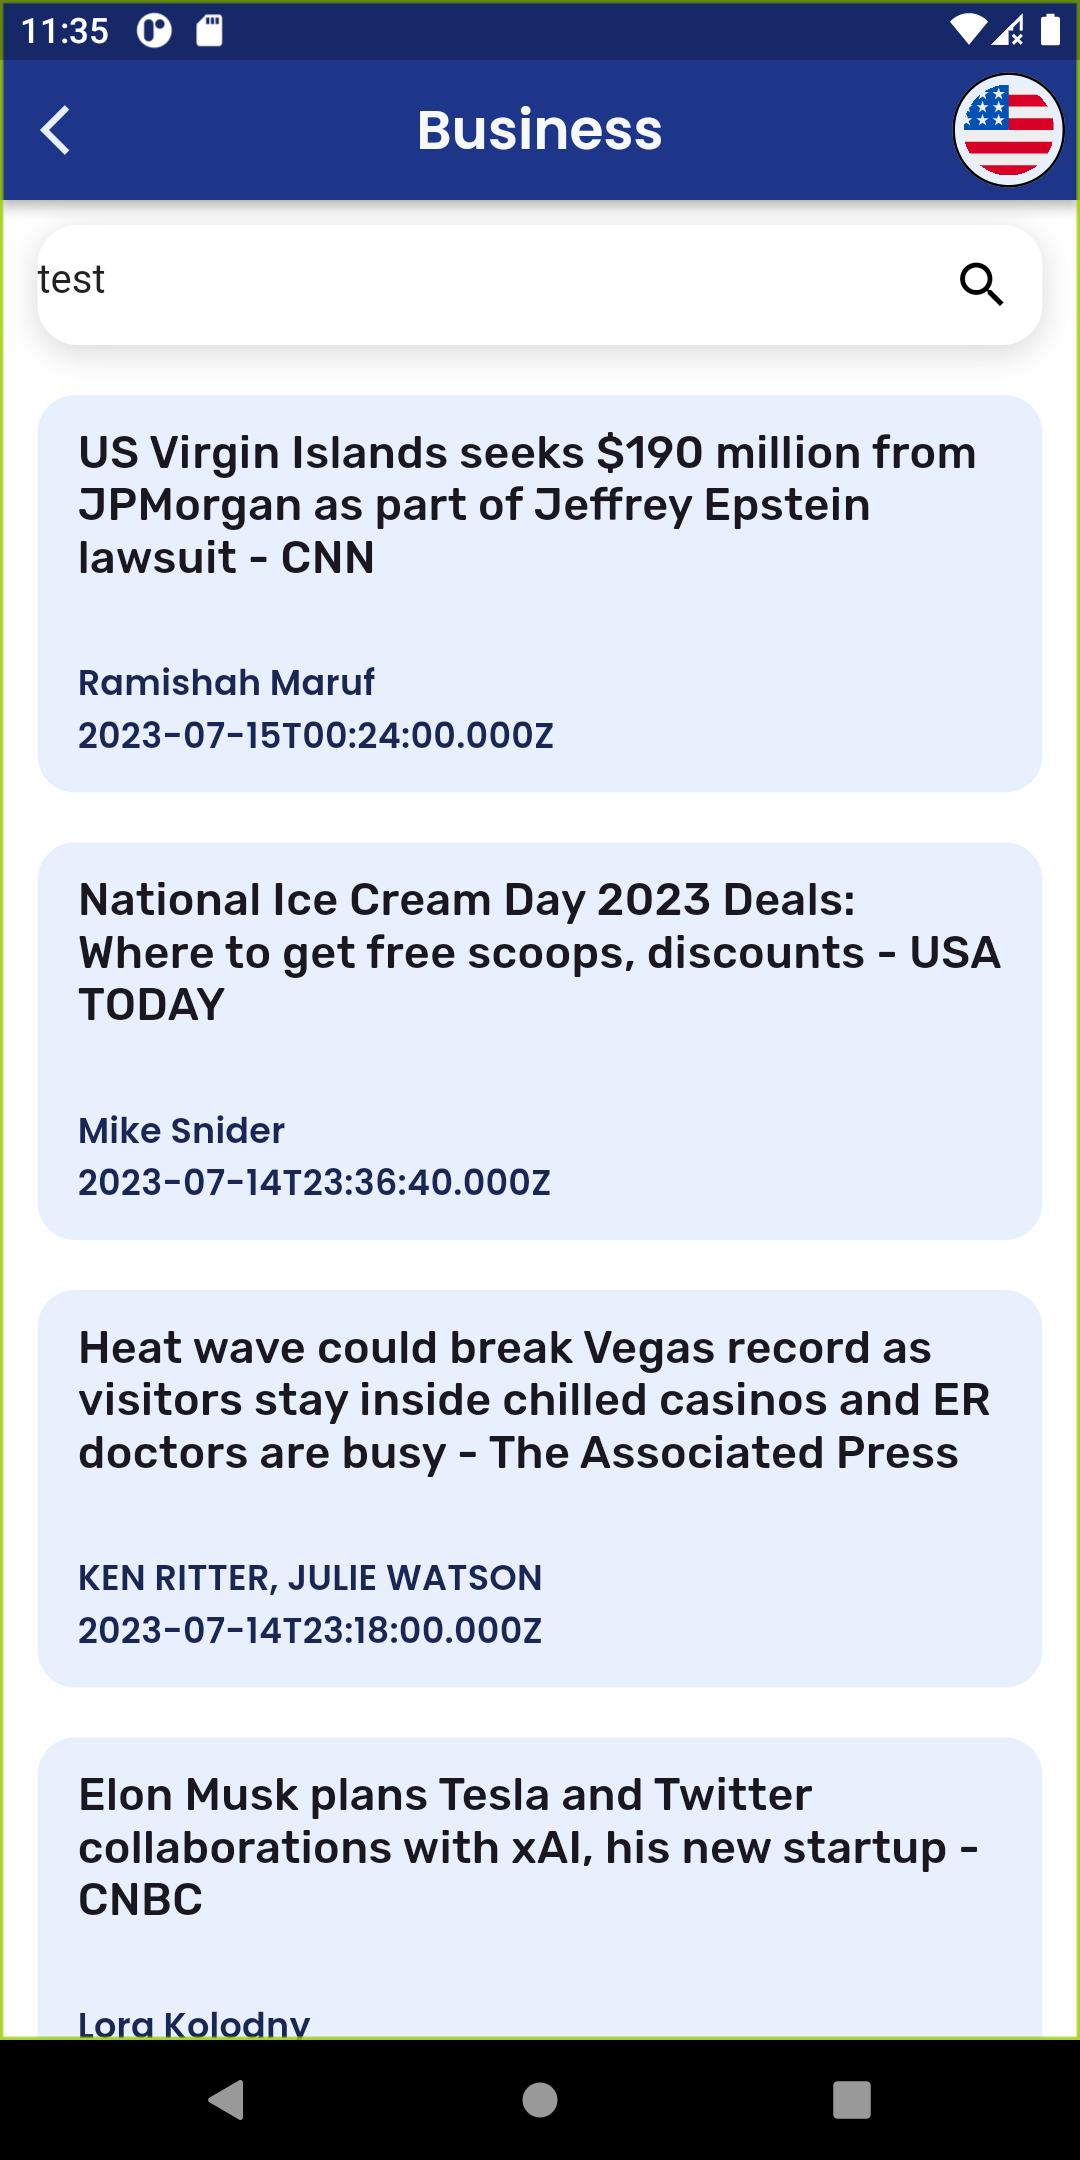 11:35
Business
test
US Virgin Islands seeks $190 million from
JPMorgan as part of Jeffrey Epstein
lawsuit - CNN
Ramishah Maruf
2023-07-15T00:24:00.000Z
National Ice Cream Day 2023 Deals:
Where to get free scoops, discounts - USA
TODAY
Mike Snider
2023-07-14T23:36:40.000Z
Heat wave could break Vegas record as
visitors stay inside chilled casinos and ER
doctors are busy - The Associated Press
KEN RITTER, JULIE WATSON
2023-07-14T23:18:00.000Z
Elon Musk plans Tesla and Twitter
collaborations with xAI, his new startup -
CNBC
Lora Kolodny